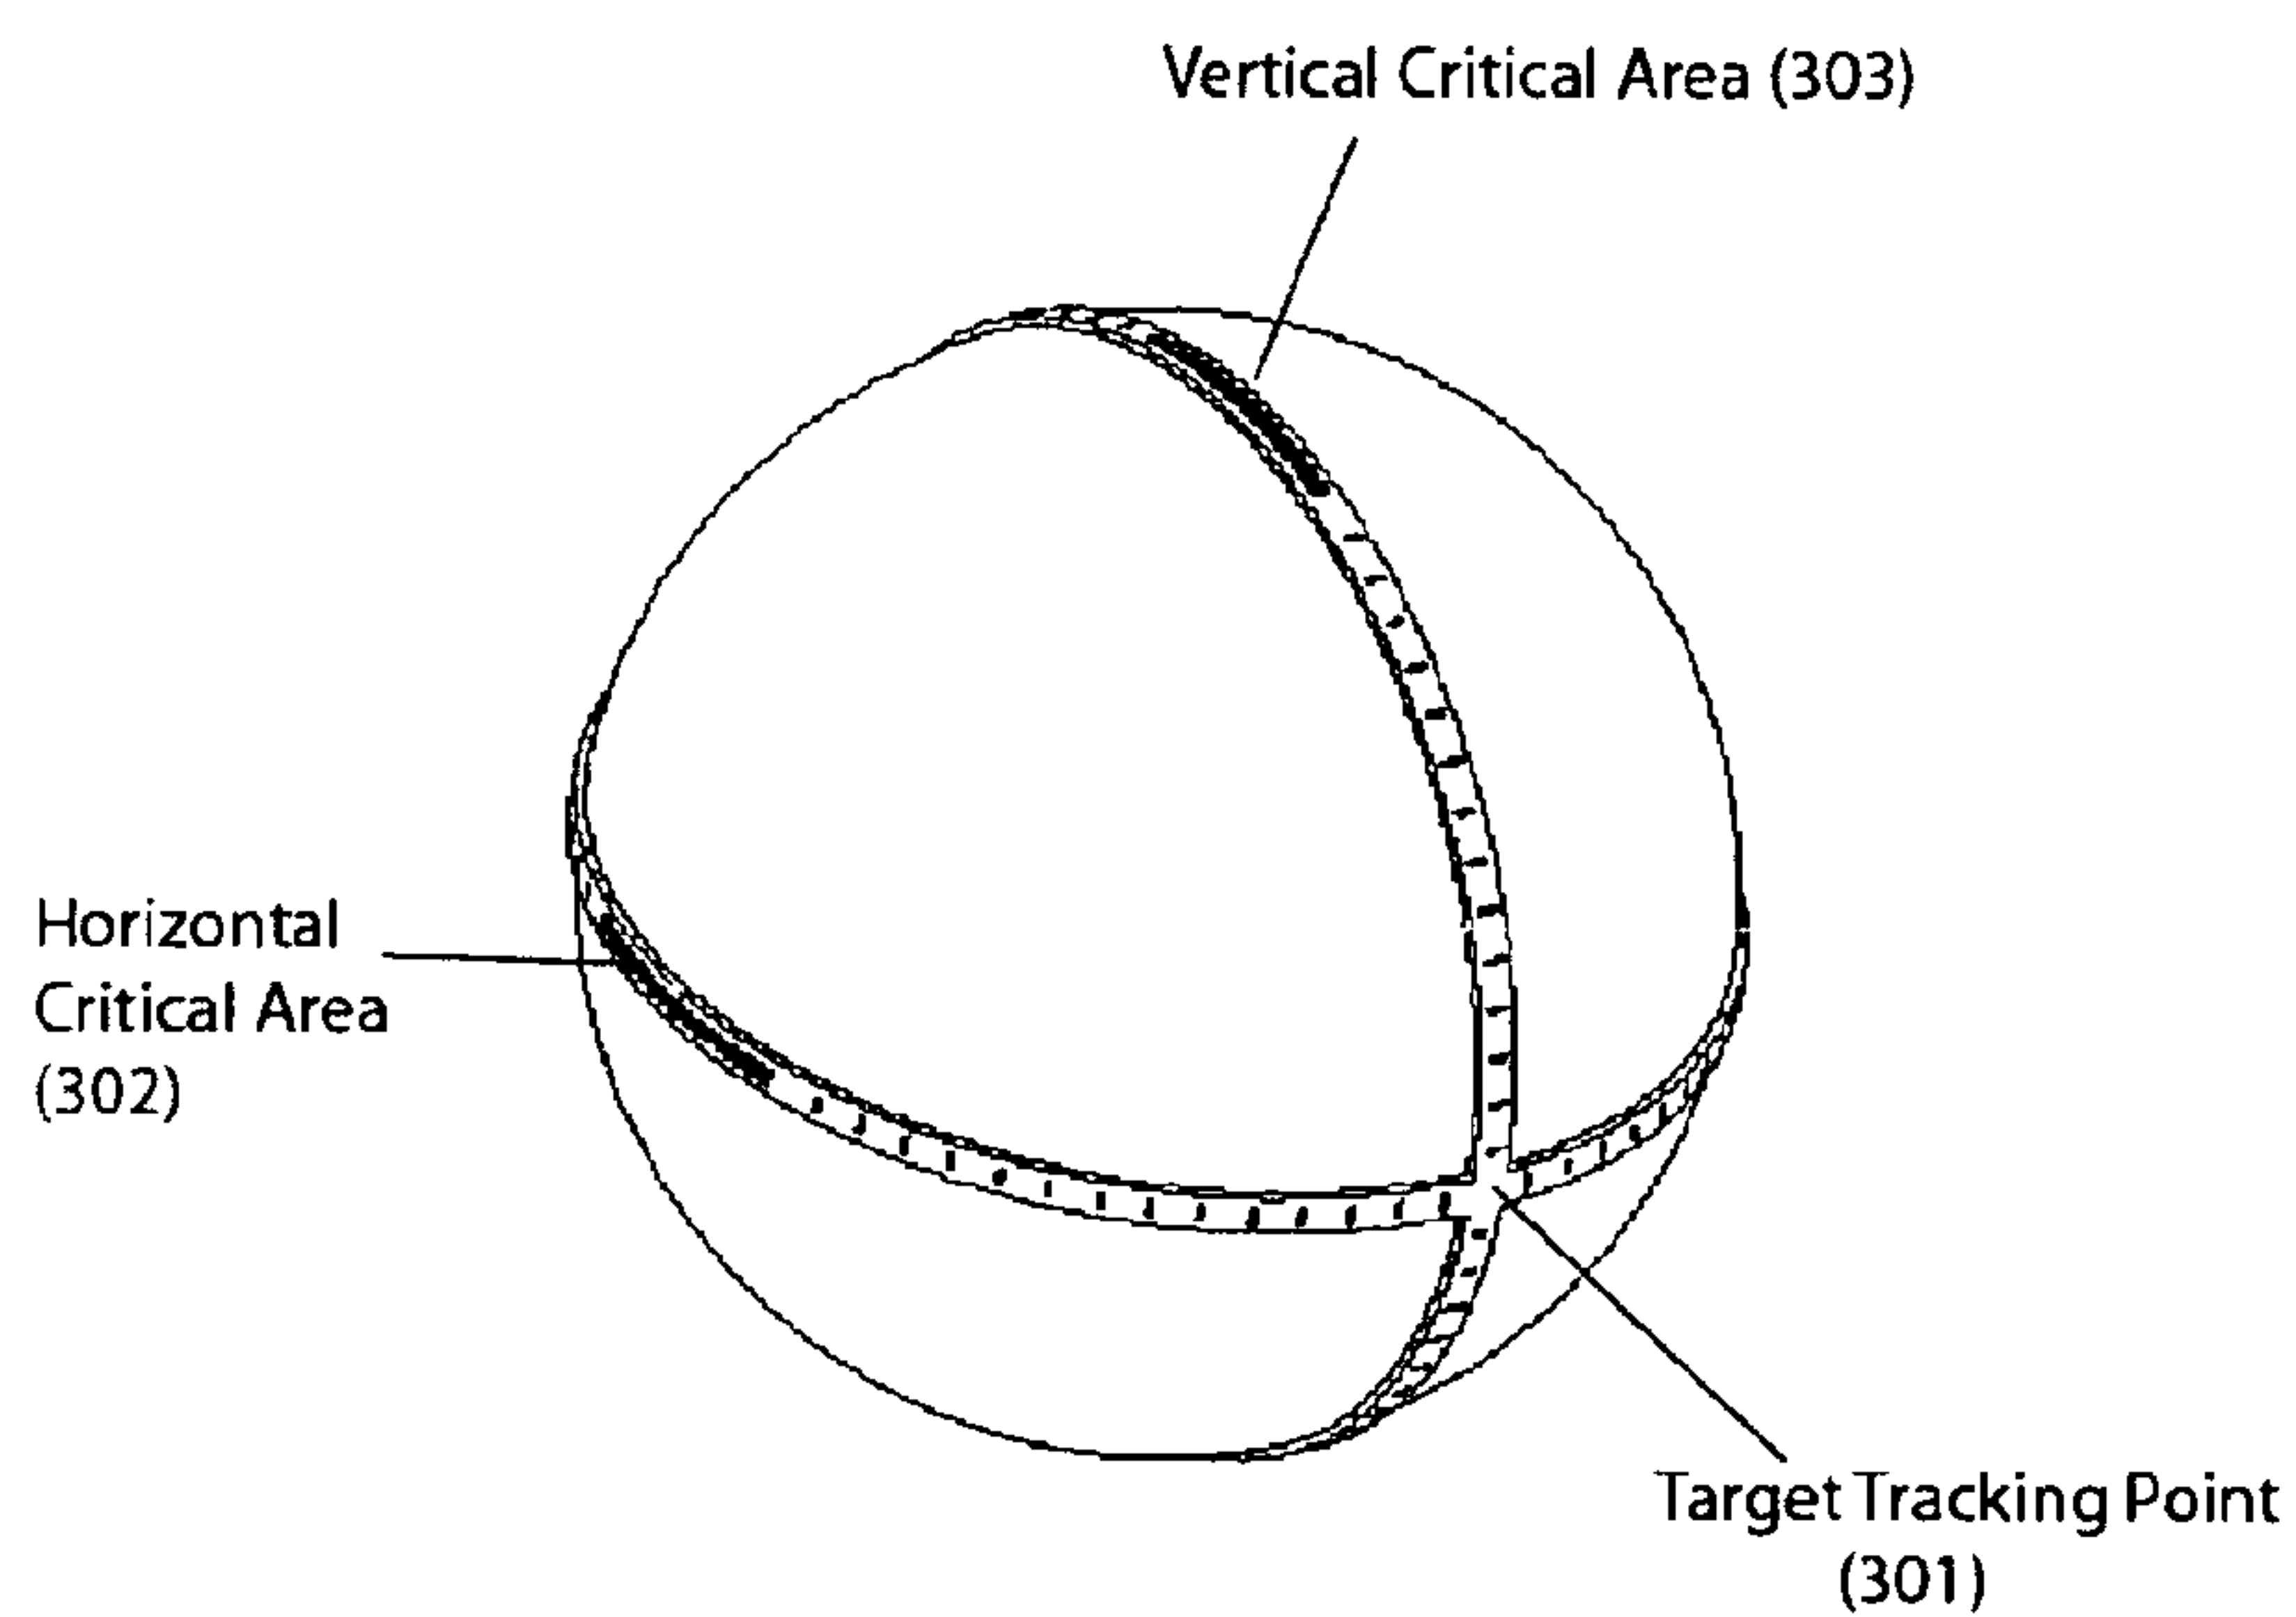 Vertical Critical Area (303)
Horizontal
Critical Area
(302)
Target Tracking Point
(301)